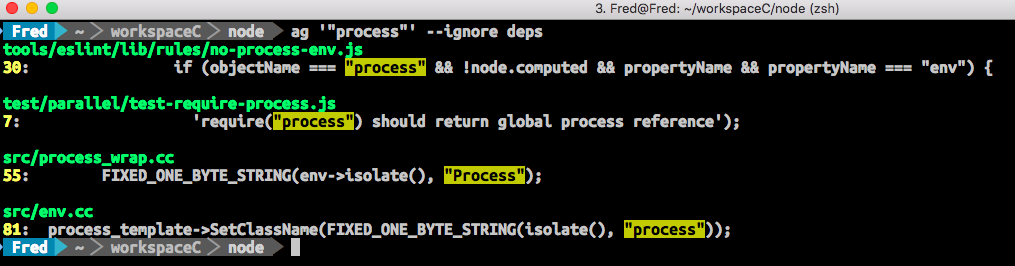 3. Fred@Fred: ~/workspaceC/node (zsh)
Fred ~ workspaceC node ag '"process"' --ignore deps
tools/eslint/lib/rules/no-process-env.js
30: if (objectName === "process" && !node.computed && propertyName && propertyName === "env") {
test/parallel/test-require-process.js
7: 'require("process") should return global process reference');
src/process_wrap.cc
55: FIXED_ONE_BYTE_STRING(env->isolate(), "Process");
src/env.cc
81: process_template->SetClassName(FIXED_ONE_BYTE_STRING(isolate(), "process"));
Fred ~ workspaceC node